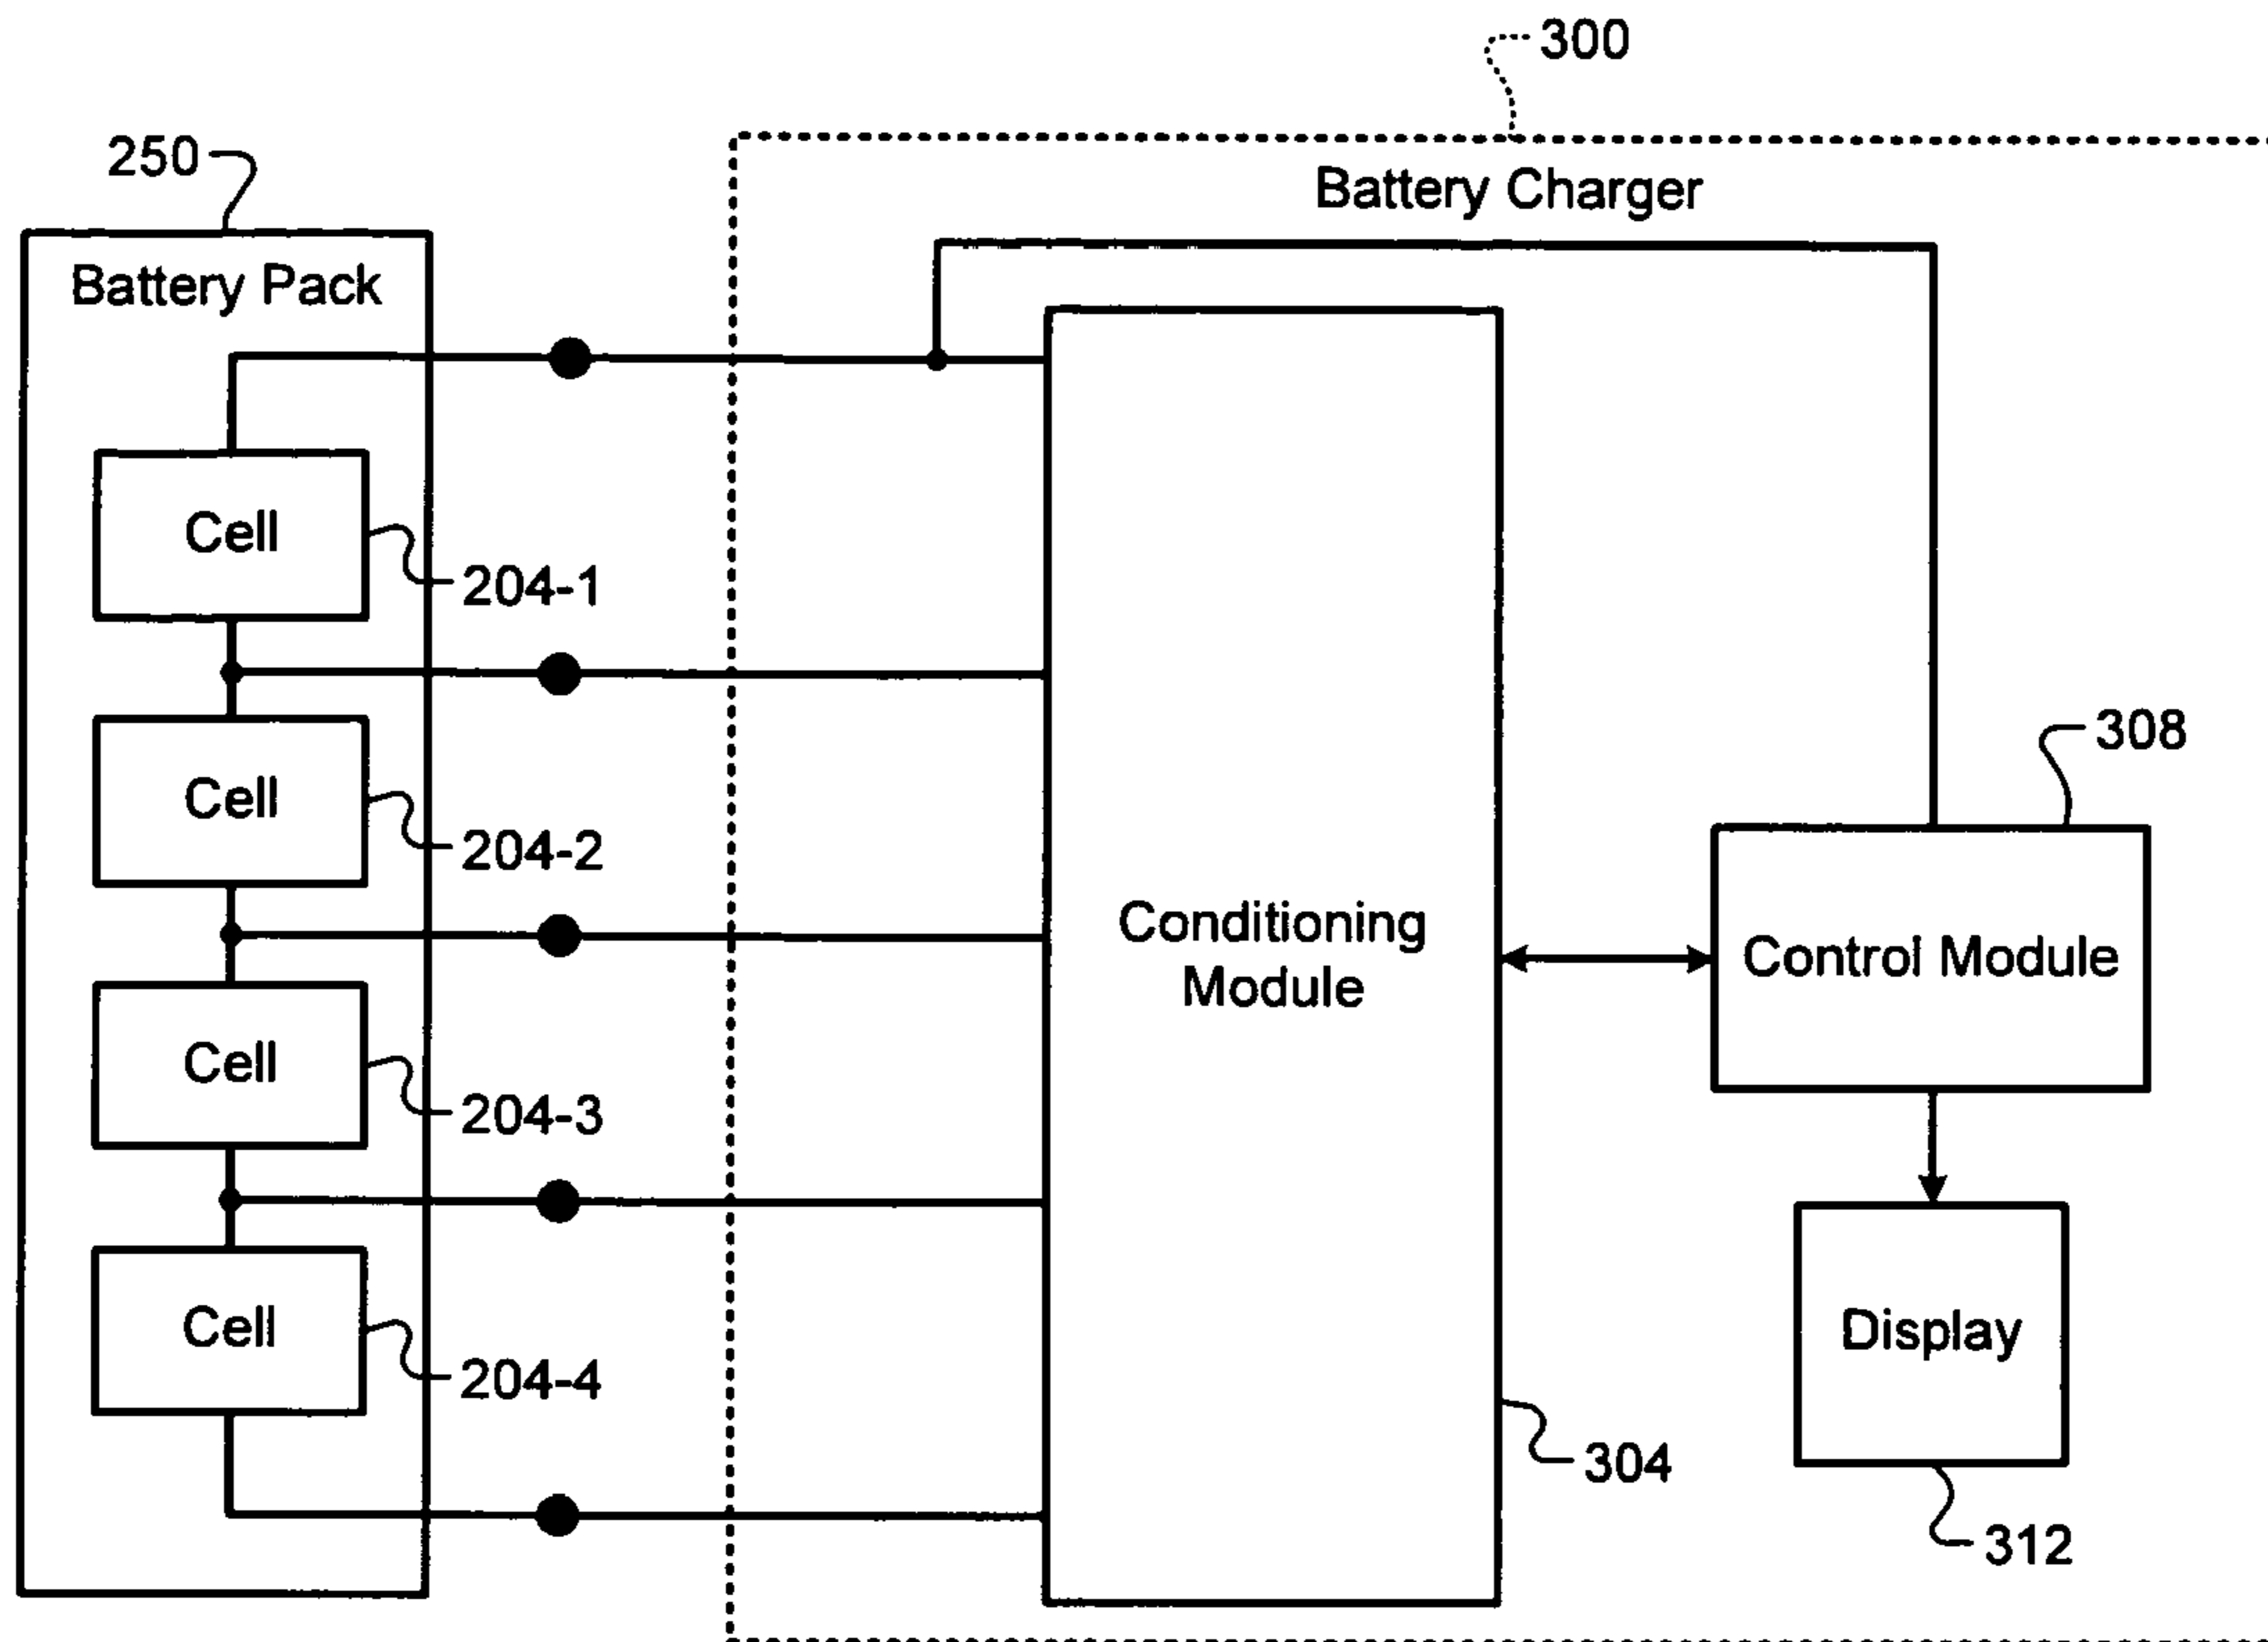 300
250
Battery Charger
Battery Pack
Cell
204-1
308
Cell
204-2
Conditioning
Module
Control Module
Cell
204-3
Cell
Display
204-4
304
312